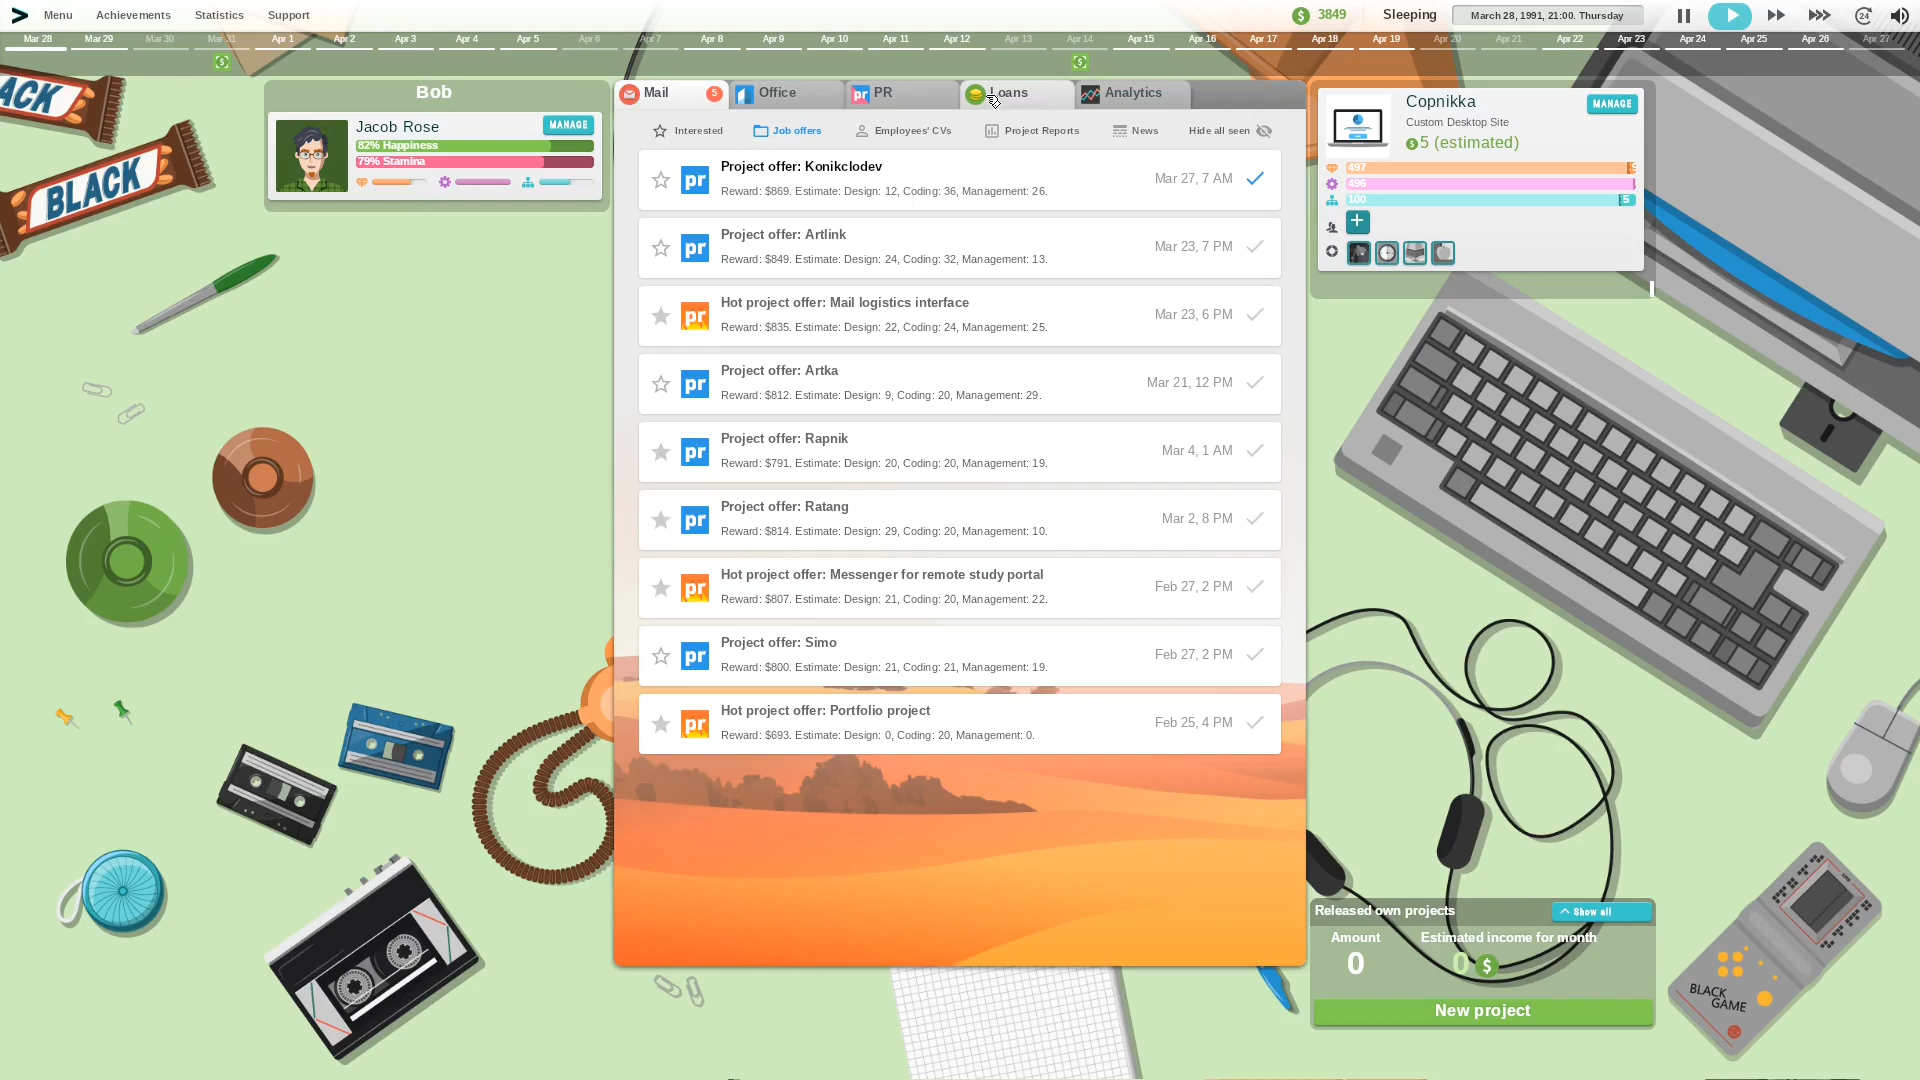 Menu Achievements Statistics Support
3849 Sleeping March 28, 1991, 21:00. Thursday 24
Mar 28 Mar 29 Mar 30 Mar 31 Apr 1 Apr 2 Apr 3 Apr 4 Apr 5 Apr 6 Apr 7 Apr 8 Apr 9 Apr 10 Apr 11 Apr 12 Apr 13 Apr 14 Apr 15 Apr 16 Apr 17 Apr 18 Apr 19 Apr 20 Apr 21 Apr 22 Apr 23 Apr 24 Apr 25 Apr 26 Apr 27
Bob
Jacob Rose MANAGE
82% Happiness
79% Stamina
Mail 5 Office PR Loans Analytics
Interested Job offers Employees' CVs Project Reports News Hide all seen
pr Project offer: Konikclodev Mar 27, 7 AM
Reward: $869. Estimate: Design: 12, Coding: 36, Management: 26.
pr Project offer: Artlink Mar 23, 7 PM
Reward: $849. Estimate: Design: 24, Coding: 32, Management: 13.
pr Hot project offer: Mail logistics interface Mar 23, 6 PM
Reward: $835. Estimate: Design: 22, Coding: 24, Management: 25.
pr Project offer: Artka Mar 21, 12 PM
Reward: $812. Estimate: Design: 9, Coding: 20, Management: 29.
pr Project offer: Rapnik Mar 4, 1 AM
Reward: $791. Estimate: Design: 20, Coding: 20, Management: 19.
pr Project offer: Ratang Mar 2, 8 PM
Reward: $814. Estimate: Design: 29, Coding: 20, Management: 10.
pr Hot project offer: Messenger for remote study portal Feb 27, 2 PM
Reward: $807. Estimate: Design: 21, Coding: 20, Management: 22.
pr Project offer: Simo Feb 27, 2 PM
Reward: $800. Estimate: Design: 21, Coding: 21, Management: 19.
pr Hot project offer: Portfolio project Feb 25, 4 PM
Reward: $693. Estimate: Design: 0, Coding: 20, Management: 0.
Copnikka MANAGE
Custom Desktop Site
5 (estimated)
497
496
100 5
Released own projects Show all
Amount Estimated income for month
0 0
New project
ACK
BLACK
BLACK
GAME